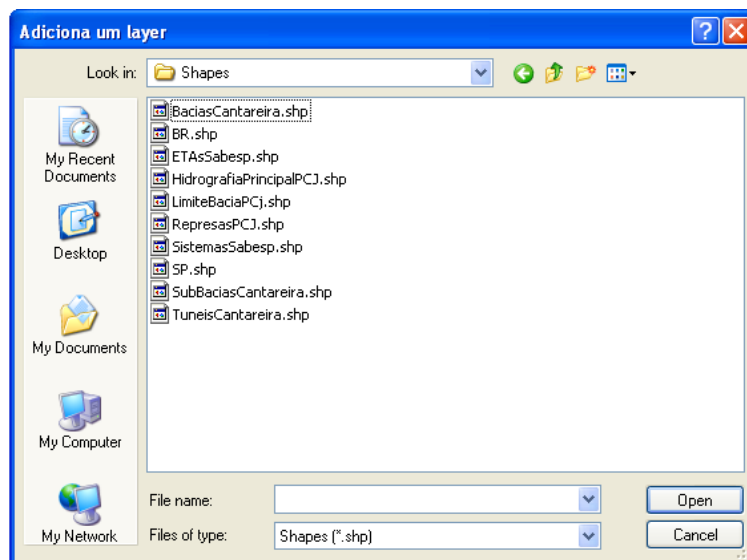 Adiciona um layer
Look in: Shapes
My Recent
Documents
Desktop
My Documents
My Computer
My Network
BaciasCantareira.shp
BR.shp
ETAsSabesp.shp
HidrografiaPrincipalPCJ.shp
LimiteBaciaPCj.shp
RepresasPCJ.shp
SistemasSabesp.shp
SP.shp
SubBaciasCantareira.shp
TuneisCantareira.shp
File name: Open
Files of type: Shapes (*.shp) Cancel